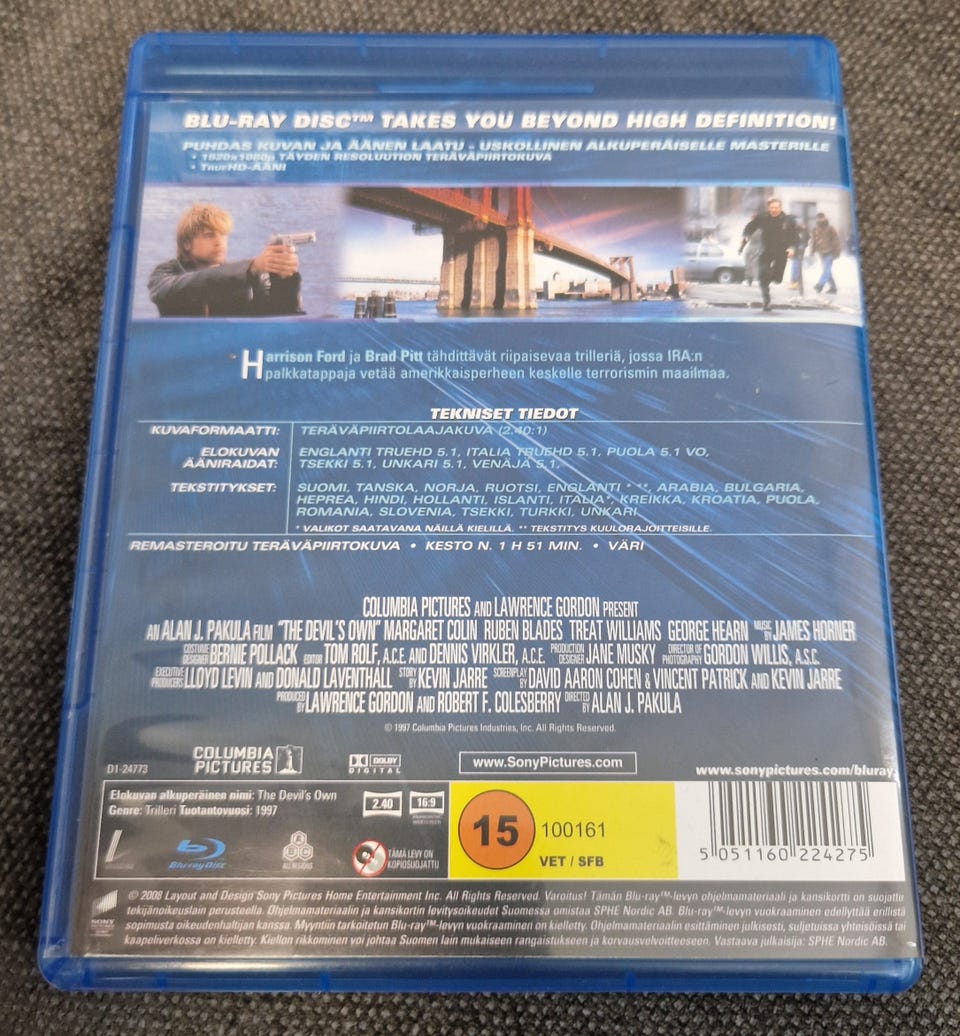 BLU-RAY DISC™ TAKES YOU BEYOND HIGH DEFINITION!
PUHDAS KUVAN JA ÄÄNEN LAATU - USKOLLINEN ALKUPERÄISELLE MASTERILLE
• 1920x1080p TÄYDEN RESOLUUTION TERÄVÄPIIRTOKUVA
• TRUEHD-ÄÄNI
Harrison Ford ja Brad Pitt tähdittävät riipaisevaa trilleriä, jossa IRA:n
palkkatappaja vetää amerikkaisperheen keskelle terrorismin maailmaa.
TEKNISET TIEDOT
KUVAFORMAATTI: TERÄVÄPIIRTOLAAJAKUVA (2.40:1)
ELOKUVAN ÄÄNIRAIDAT: ENGLANTI TRUEHD 5.1, ITALIA TRUEHD 5.1, PUOLA 5.1 VO,
TSEKKI 5.1, UNKARI 5.1, VENÄJÄ 5.1,
TEKSTITYKSET: SUOMI, TANSKA, NORJA, RUOTSI, ENGLANTI * **, ARABIA, BULGARIA,
HEPREA, HINDI, HOLLANTI, ISLANTI, ITALIA*, KREIKKA, KROATIA, PUOLA,
ROMANIA, SLOVENIA, TSEKKI, TURKKI, UNKARI
* VALIKOT SAATAVANA NÄILLÄ KIELILLÄ. ** TEKSTITYS KUULORAJOITTEISILLE.
REMASTEROITU TERÄVÄPIIRTOKUVA • KESTO N. 1 H 51 MIN. • VÄRI
COLUMBIA PICTURES AND LAWRENCE GORDON PRESENT
AN ALAN J. PAKULA FILM "THE DEVIL'S OWN" MARGARET COLIN RUBEN BLADES TREAT WILLIAMS GEORGE HEARN MUSIC BY JAMES HORNER
COSTUME DESIGNER BERNIE POLLACK EDITOR TOM ROLF, A.C.E. AND DENNIS VIRKLER, A.C.E. PRODUCTION DESIGNER JANE MUSKY DIRECTOR OF PHOTOGRAPHY GORDON WILLIS, A.S.C.
EXECUTIVE PRODUCERS LLOYD LEVIN AND DONALD LAVENTHALL STORY BY KEVIN JARRE SCREENPLAY BY DAVID AARON COHEN & VINCENT PATRICK AND KEVIN JARRE
PRODUCED BY LAWRENCE GORDON AND ROBERT F. COLESBERRY DIRECTED BY ALAN J. PAKULA
© 1997 Columbia Pictures Industries, Inc. All Rights Reserved.
D1-24773
COLUMBIA
PICTURES
DOLBY
DIGITAL
www.SonyPictures.com
www.sonypictures.com/bluray
Elokuvan alkuperäinen nimi: The Devil's Own
Genre: Trilleri Tuotantovuosi: 1997
2.40
16:9
Blu-ray Disc
ABC
ALL REGIONS
TÄMÄ LEVY ON
KOPIOSUOJATTU
15
100161
VET / SFB
5 051160 224275
SONY
© 2008 Layout and Design Sony Pictures Home Entertainment Inc. All Rights Reserved. Varoitus! Tämän Blu-ray™-levyn ohjelmamateriaali ja kansikortti on suojattu
tekijänoikeuslain perusteella. Ohjelmamateriaalin ja kansikortin levitysoikeudet Suomessa omistaa SPHE Nordic AB. Blu-ray™-levyn vuokraaminen edellyttää erillistä
sopimusta oikeudenhaltijan kanssa. Myyntiin tarkoitetun Blu-ray™-levyn vuokraaminen on kielletty. Ohjelmamateriaalin esittäminen julkisesti, suljetuissa yhteisöissä tai
kaapeliverkossa on kielletty. Kiellon rikkominen voi johtaa Suomen lain mukaiseen rangaistukseen ja korvausvelvoitteeseen. Vastaava julkaisija: SPHE Nordic AB.